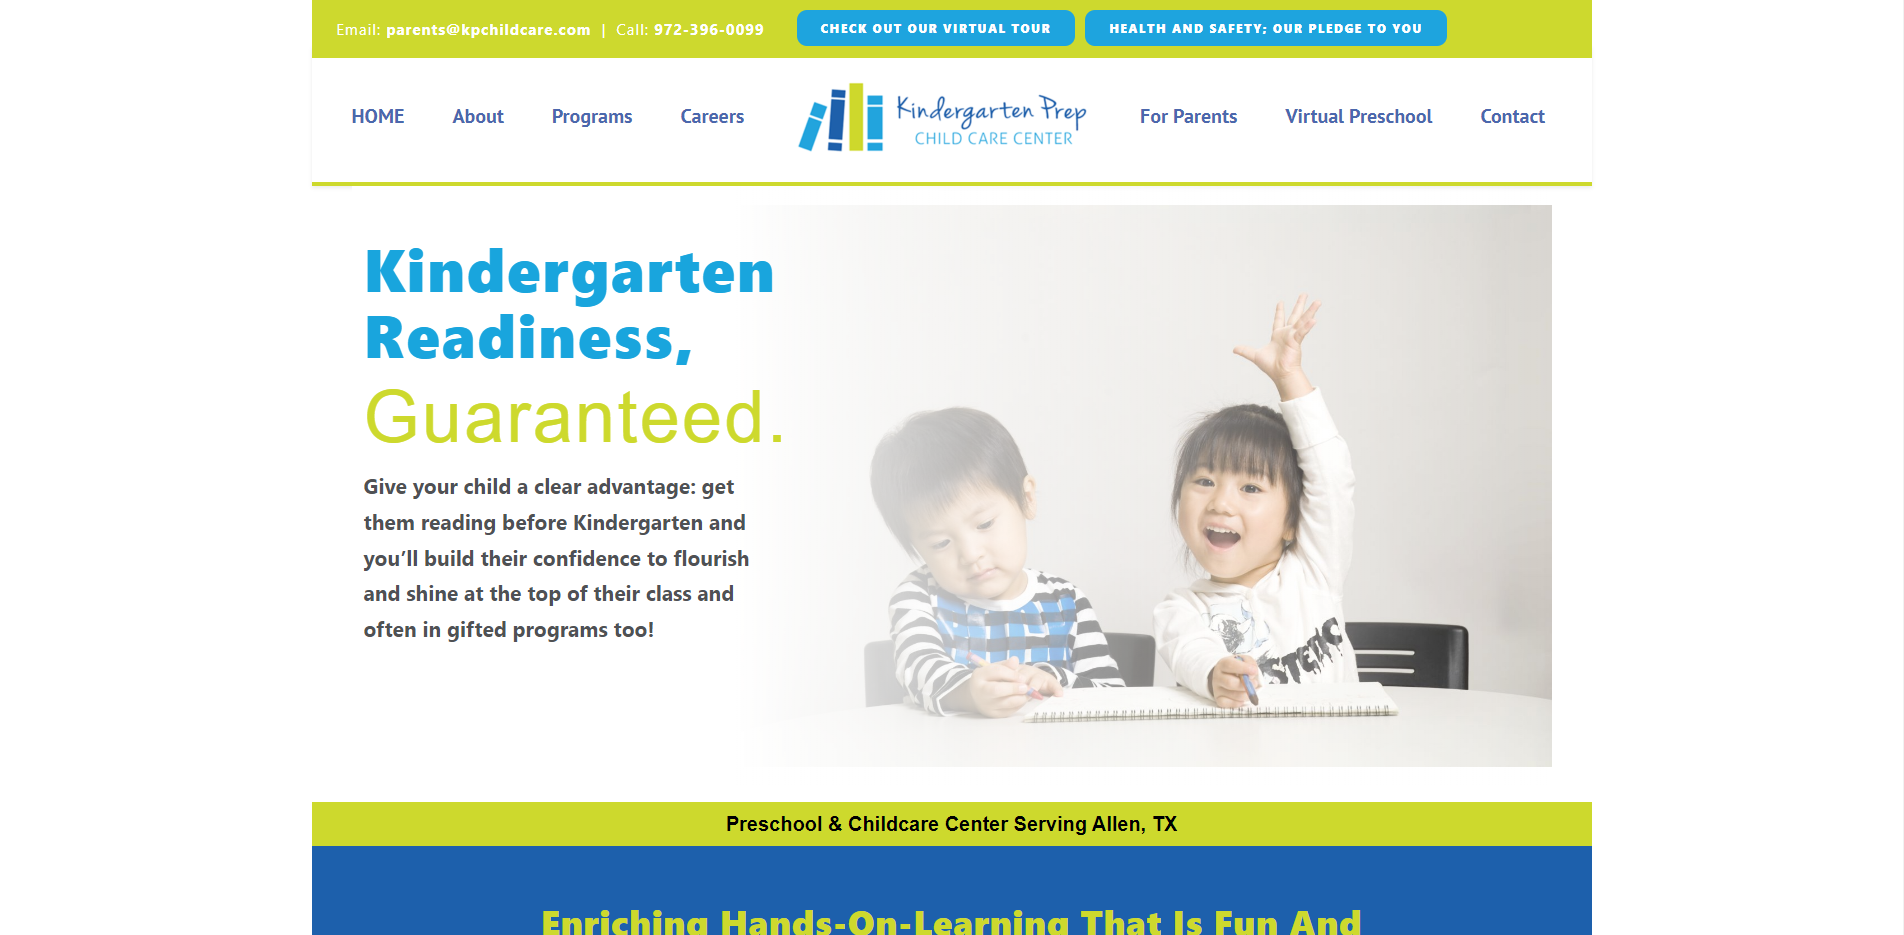 Email: parents@kpchildcare.com | Call: 972-396-0099
CHECK OUT OUR VIRTUAL TOUR
HEALTH AND SAFETY; OUR PLEDGE TO YOU
HOME
About
Programs
Careers
Kindergarten Prep
CHILD CARE CENTER
For Parents
Virtual Preschool
Contact
Kindergarten
Readiness,
Guaranteed.
Give your child a clear advantage: get
them reading before Kindergarten and
you’ll build their confidence to flourish
and shine at the top of their class and
often in gifted programs too!
Preschool & Childcare Center Serving Allen, TX
Enriching Hands-On-Learning That Is Fun And